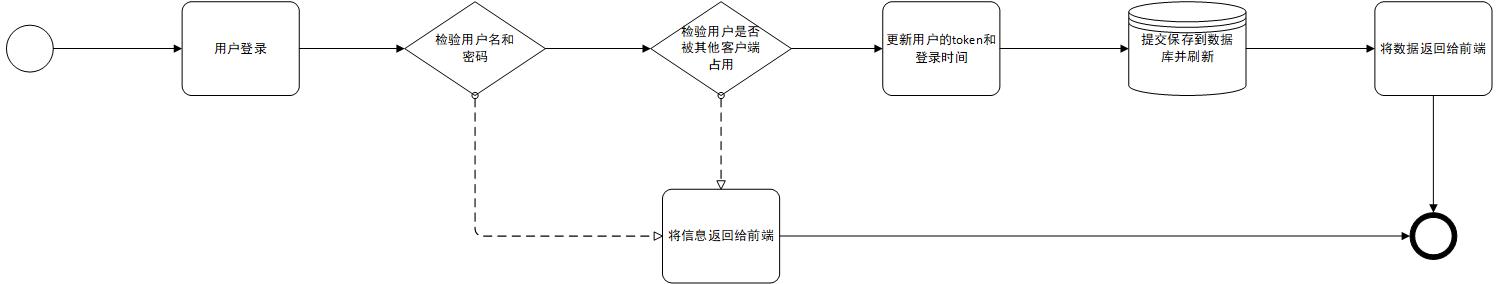 用户登录
检验用户名和
密码
检验用户是否
被其他客户端
占用
更新用户的token和
登录时间
提交保存到数据
库并刷新
将数据返回给前端
将信息返回给前端